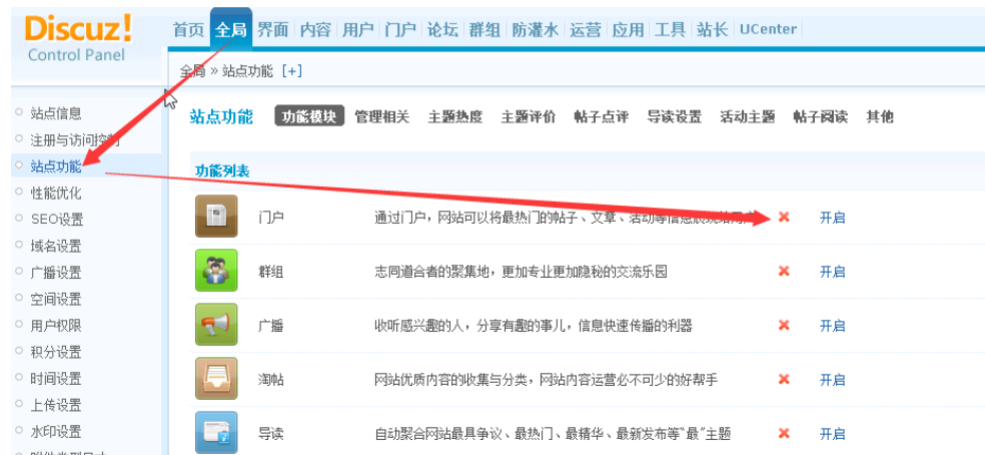 Discuz!
Control Panel
首页 全局 界面 内容 用户 门户 论坛 群组 防灌水 运营 应用 工具 站长 UCenter
全局 » 站点功能 [+]
站点信息
注册与访问控制
站点功能
性能优化
SEO设置
域名设置
广播设置
空间设置
用户权限
积分设置
时间设置
上传设置
水印设置
站点功能 功能模块 管理相关 主题热度 主题评价 帖子点评 导读设置 活动主题 帖子阅读 其他
功能列表
门户 通过门户，网站可以将最热门的帖子、文章、活动等信息 开启
群组 志同道合者的聚集地，更加专业更加隐秘的交流乐园 开启
广播 收听感兴趣的人，分享有趣的事儿，信息快速传播的利器 开启
淘帖 网站优质内容的收集与分类，网站内容运营必不可少的好帮手 开启
导读 自动聚合网站最具争议、最热门、最精华、最新发布等"最"主题 开启